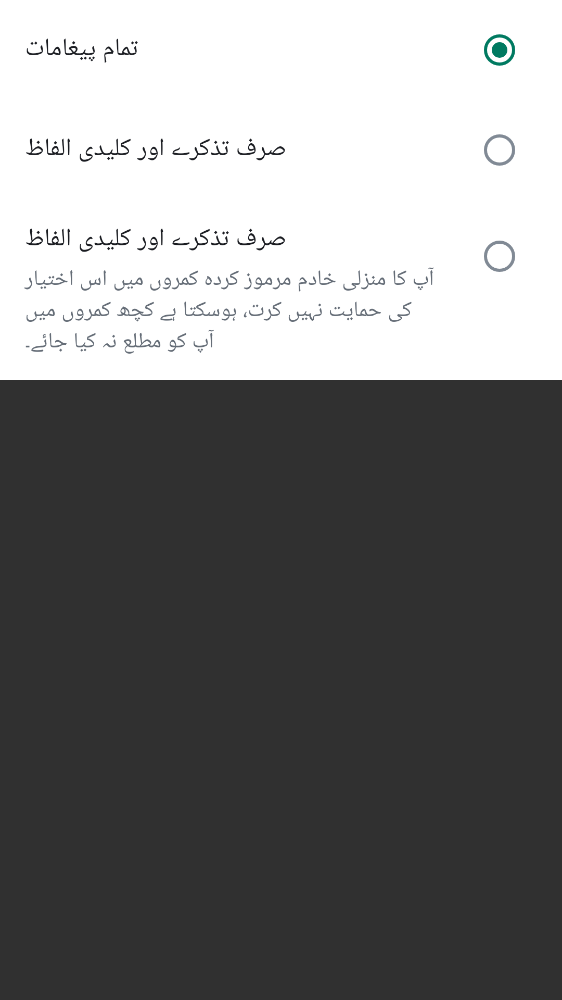 تمام پیغامات
صرف تذکرے اور کلیدی الفاظ
صرف تذکرے اور کلیدی الفاظ
آپ کا منزلی خادم مرموز کردہ کمروں میں اس اختیار
کی حمایت نہیں کرت، ہوسکتا ہے کچھ کمروں میں
آپ کو مطلع نہ کیا جائے۔